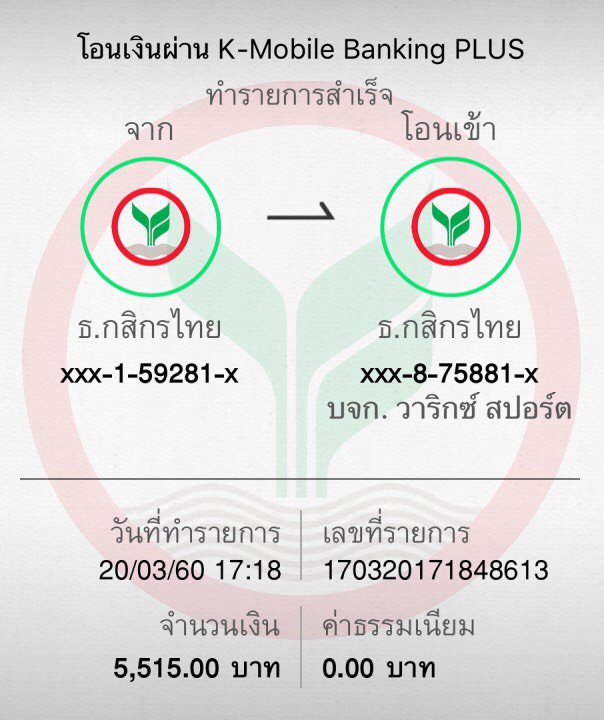 โอนเงินผ่าน K-Mobile Banking PLUS
ทำรายการสำเร็จ
จาก
โอนเข้า
ธ.กสิกรไทย
ธ.กสิกรไทย
xxx-1-59281-x
xxx-8-75881-x
บจก. วาริกซ์ สปอร์ต
วันที่ทำรายการ
เลขที่รายการ
20/03/60 17:18
170320171848613
จำนวนเงิน
ค่าธรรมเนียม
5,515.00 บาท
0.00 บาท